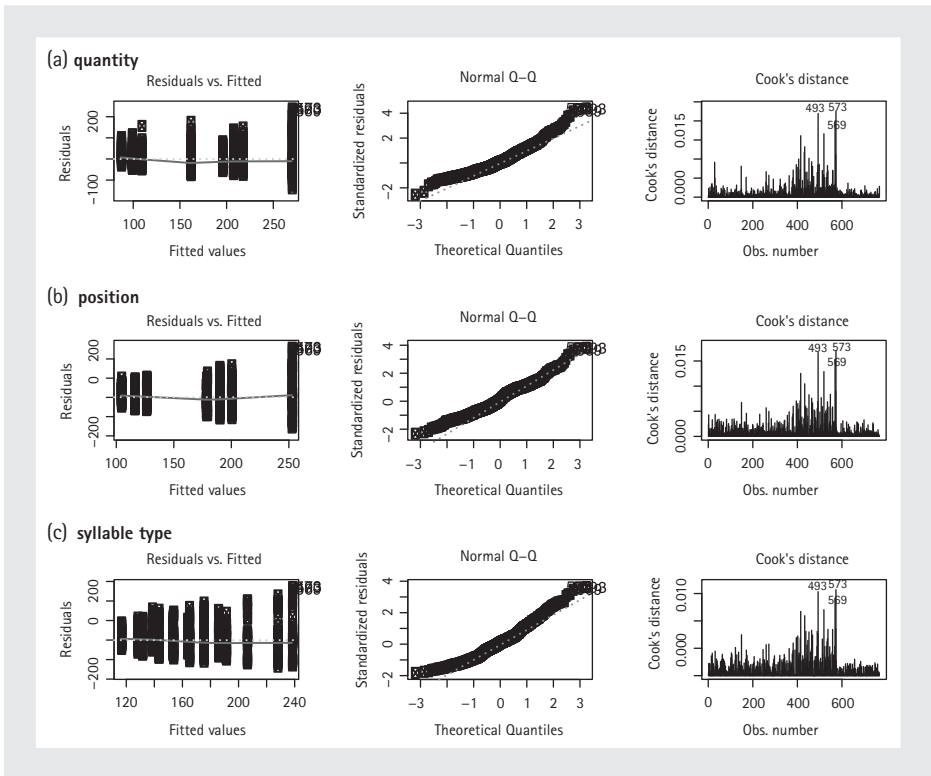 (a) quantity
Residuals vs. Fitted
Normal Q–Q
Cook's distance
Residuals
200
−100
100 150 200 250
Fitted values
Standardized residuals
4
2
−2
−3 −1 0 1 2 3
Theoretical Quantiles
Cook's distance
0.015
0.000
493 573
569
0 200 400 600
Obs. number
(b) position
Residuals vs. Fitted
Normal Q–Q
Cook's distance
Residuals
200
0
−200
100 150 200 250
Fitted values
Standardized residuals
4
2
0
−2
−3 −1 0 1 2 3
Theoretical Quantiles
Cook's distance
0.015
0.000
493 573
569
0 200 400 600
Obs. number
(c) syllable type
Residuals vs. Fitted
Normal Q–Q
Cook's distance
Residuals
200
0
−200
120 160 200 240
Fitted values
Standardized residuals
4
2
0
−2
−3 −1 0 1 2 3
Theoretical Quantiles
Cook's distance
0.010
0.000
493 573
569
0 200 400 600
Obs. number